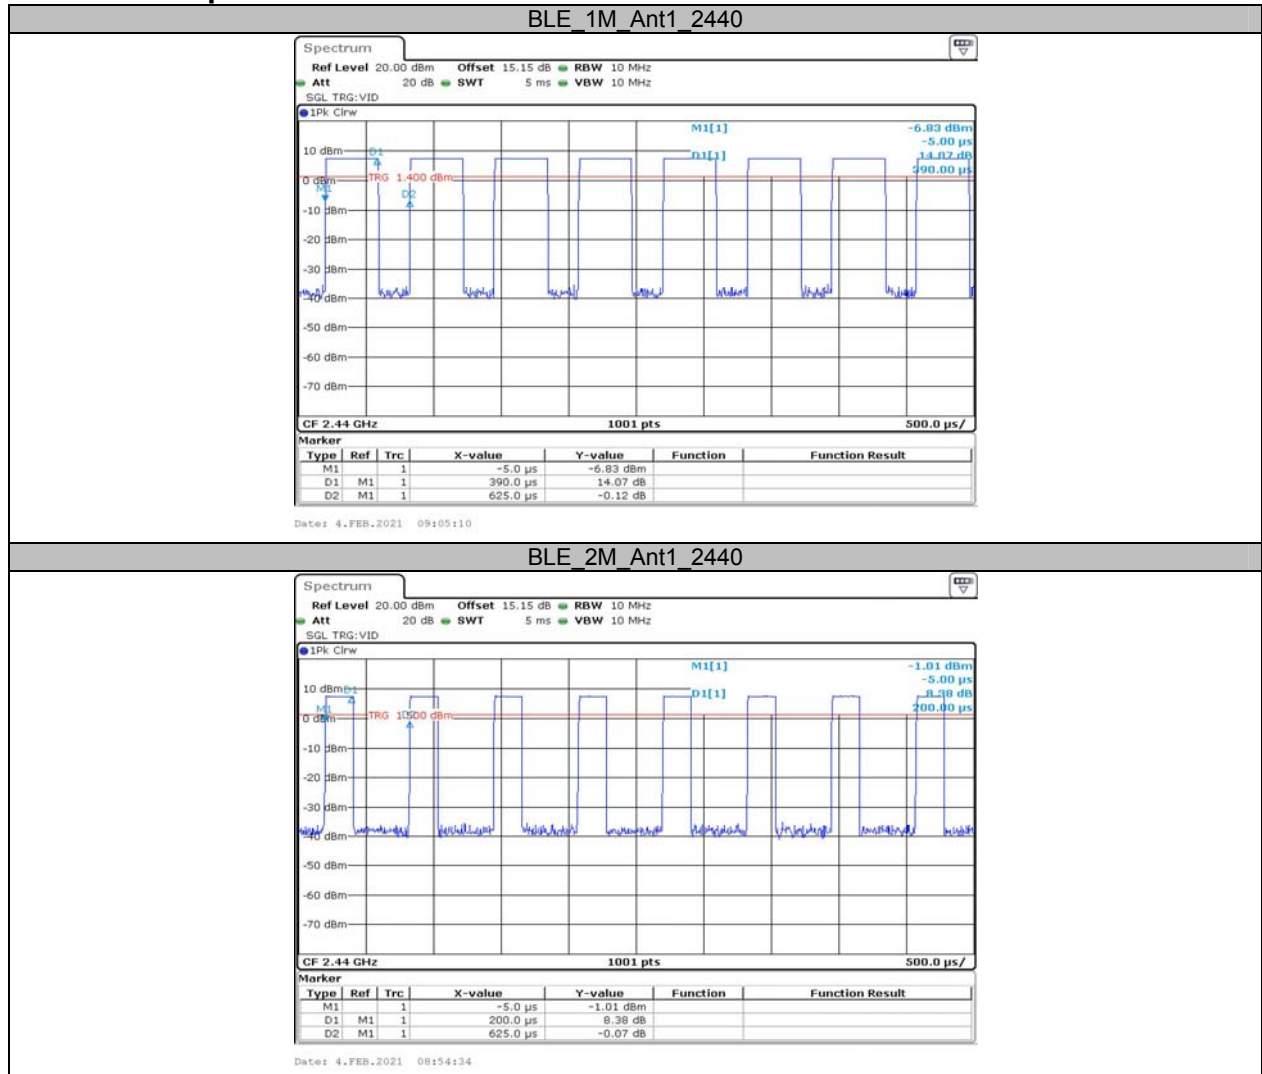 BLE_1M_Ant1_2440
Spectrum
Ref Level 20.00 dBm Offset 15.15 dB RBW 10 MHz
Att 20 dB SWT 5 ms VBW 10 MHz
SGL TRG:VID
1Pk Clrw
M1[1] -6.83 dBm
-5.00 µs
10 dBm D1 D1[1] 14.07 dB
390.00 µs
0 dBm TRG 1.400 dBm
M1 D2
-10 dBm
-20 dBm
-30 dBm
-40 dBm
-50 dBm
-60 dBm
-70 dBm
CF 2.44 GHz 1001 pts 500.0 µs/
Marker
Type Ref Trc X-value Y-value Function Function Result
M1 1 -5.0 µs -6.83 dBm
D1 M1 1 390.0 µs 14.07 dB
D2 M1 1 625.0 µs -0.12 dB
Date: 4.FEB.2021 09:05:10
BLE_2M_Ant1_2440
Spectrum
Ref Level 20.00 dBm Offset 15.15 dB RBW 10 MHz
Att 20 dB SWT 5 ms VBW 10 MHz
SGL TRG:VID
1Pk Clrw
M1[1] -1.01 dBm
-5.00 µs
10 dBm D1 D1[1] 8.38 dB
200.00 µs
M1
0 dBm TRG 1.500 dBm
-10 dBm
-20 dBm
-30 dBm
-40 dBm
-50 dBm
-60 dBm
-70 dBm
CF 2.44 GHz 1001 pts 500.0 µs/
Marker
Type Ref Trc X-value Y-value Function Function Result
M1 1 -5.0 µs -1.01 dBm
D1 M1 1 200.0 µs 8.38 dB
D2 M1 1 625.0 µs -0.07 dB
Date: 4.FEB.2021 08:54:34